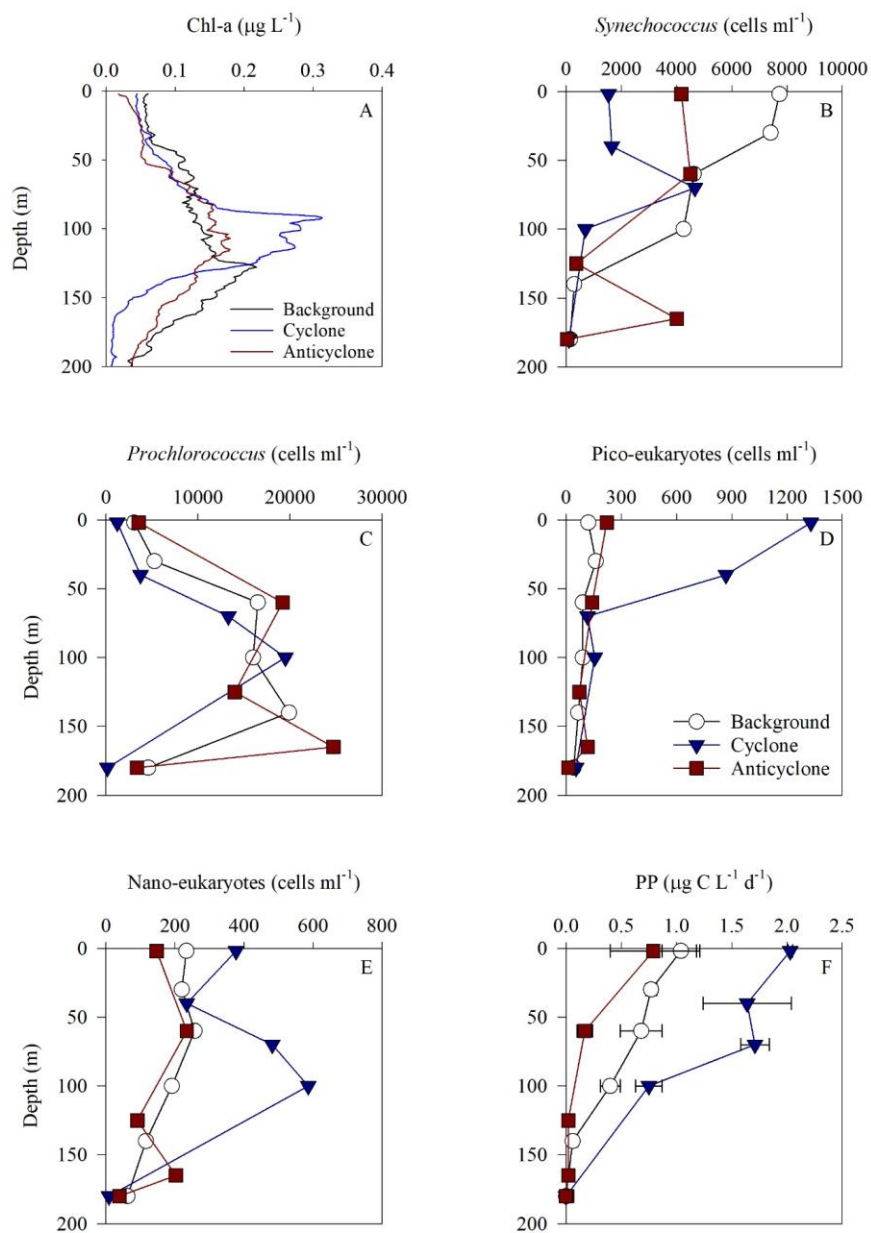 Chl-a (μg L⁻¹)
0.0 0.1 0.2 0.3 0.4
0
50
100
150
200
Depth (m)
A
Background
Cyclone
Anticyclone
Synechococcus (cells ml⁻¹)
0 2000 4000 6000 8000 10000
0
50
100
150
200
B
Prochlorococcus (cells ml⁻¹)
0 10000 20000 30000
0
50
100
150
200
Depth (m)
C
Pico-eukaryotes (cells ml⁻¹)
0 300 600 900 1200 1500
0
50
100
150
200
D
Background
Cyclone
Anticyclone
Nano-eukaryotes (cells ml⁻¹)
0 200 400 600 800
0
50
100
150
200
Depth (m)
E
PP (μg C L⁻¹ d⁻¹)
0.0 0.5 1.0 1.5 2.0 2.5
0
50
100
150
200
F